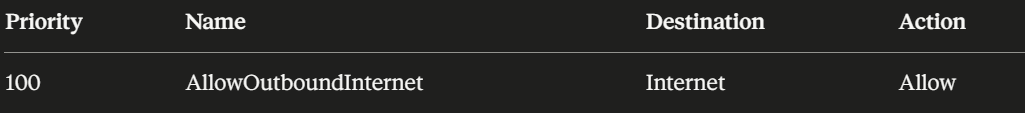 Priority Name Destination Action
100 AllowOutboundInternet Internet Allow